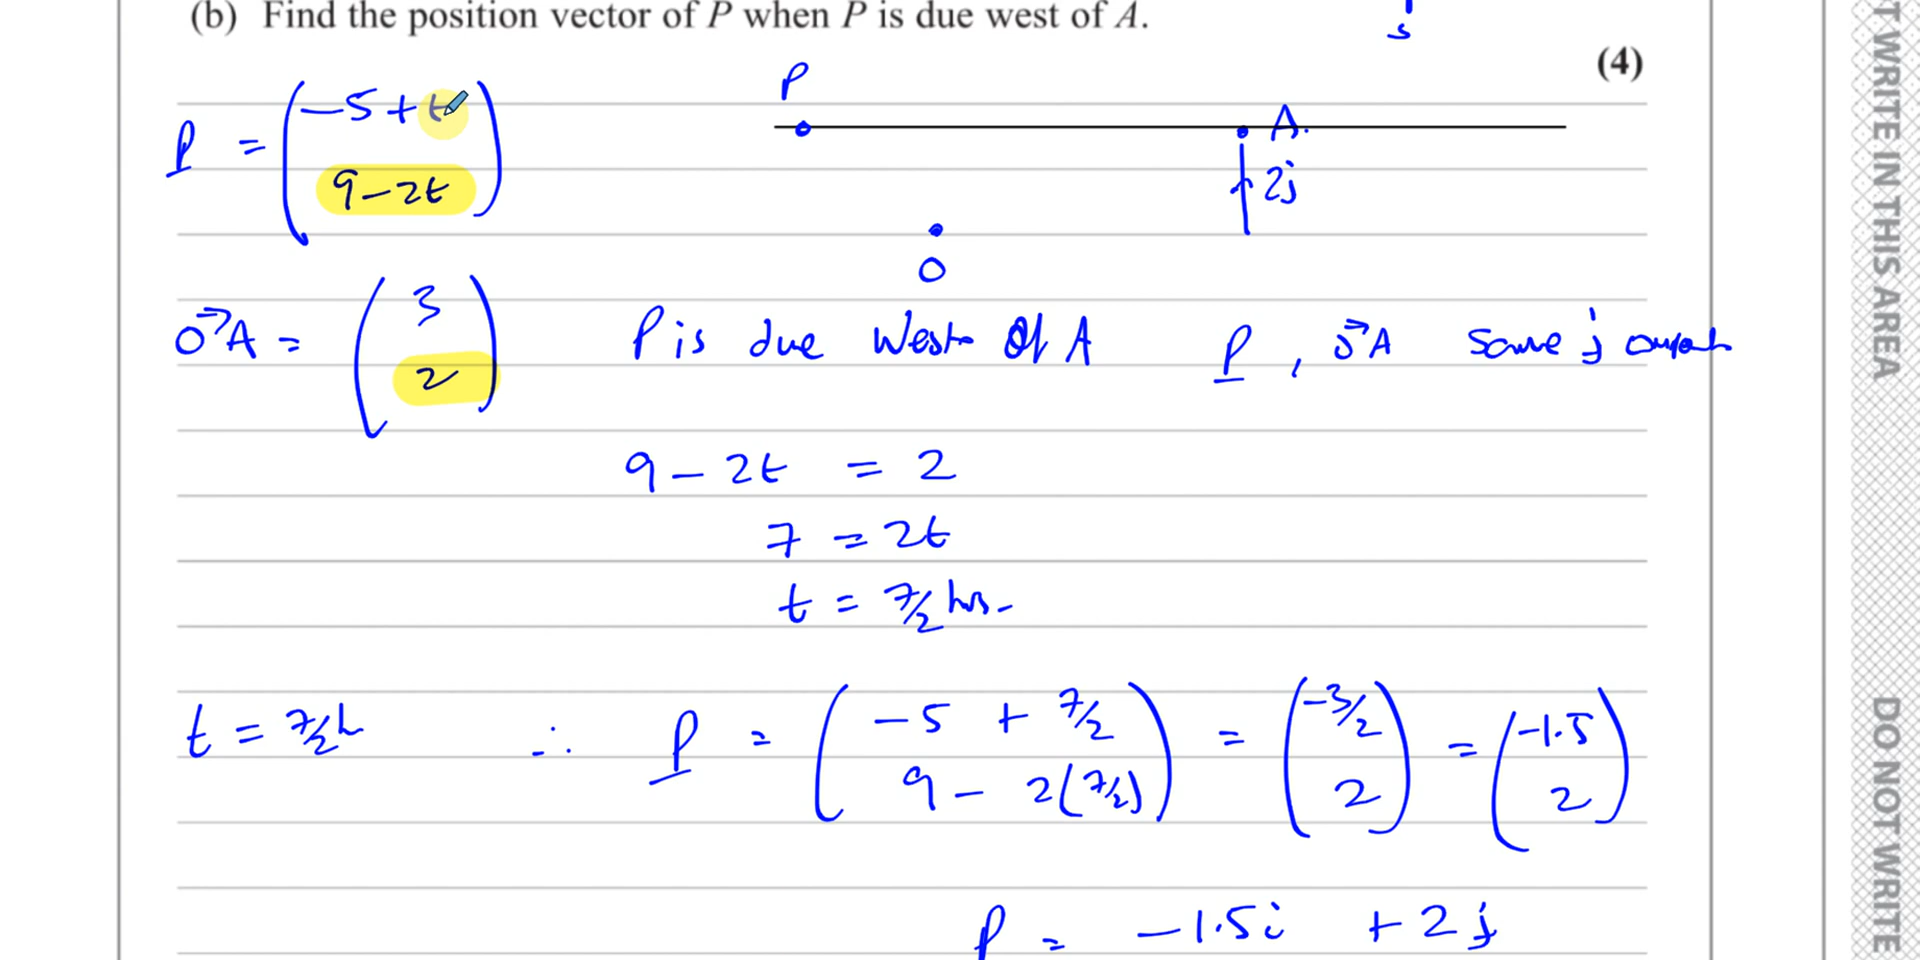 (b) Find the position vector of P when P is due west of A.
s
(4)
P
P = (-5 + t
9 - 2t)
A.
2j
O
OA = (3
2)
P is due West Of A P , OA Same j
9 - 2t = 2
7 = 2t
t = 7/2 hrs.
t = 7/2 h ∴ P = (-5 + 7/2
9 - 2(7/2)) = (-3/2
2) = (-1.5
2)
P = -1.5i + 2j
T WRITE IN THIS AREA
DO NOT WRITE